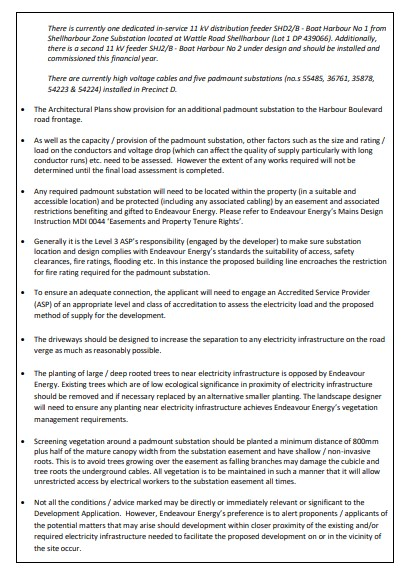 There is currently one dedicated in-service 11 kV distribution feeder SHD2/B - Boat Harbour No 1 from
Shellharbour Zone Substation located at Wattle Road Shellharbour (Lot 1 DP 439066). Additionally,
there is a second 11 kV feeder SHJ2/B - Boat Harbour No 2 under design and should be installed and
commissioned this financial year.
There are currently high voltage cables and five padmount substations (no.s 55485, 36761, 35878,
54223 & 54224) installed in Precinct D.
• The Architectural Plans show provision for an additional padmount substation to the Harbour Boulevard
road frontage.
• As well as the capacity / provision of the padmount substation, other factors such as the size and rating /
load on the conductors and voltage drop (which can affect the quality of supply particularly with long
conductor runs) etc. need to be assessed. However the extent of any works required will not be
determined until the final load assessment is completed.
• Any required padmount substation will need to be located within the property (in a suitable and
accessible location) and be protected (including any associated cabling) by an easement and associated
restrictions benefiting and gifted to Endeavour Energy. Please refer to Endeavour Energy's Mains Design
Instruction MDI 0044 'Easements and Property Tenure Rights'.
• Generally it is the Level 3 ASP's responsibility (engaged by the developer) to make sure substation
location and design complies with Endeavour Energy's standards the suitability of access, safety
clearances, fire ratings, flooding etc. In this instance the proposed building line encroaches the restriction
for fire rating required for the padmount substation.
• To ensure an adequate connection, the applicant will need to engage an Accredited Service Provider
(ASP) of an appropriate level and class of accreditation to assess the electricity load and the proposed
method of supply for the development.
• The driveways should be designed to increase the separation to any electricity infrastructure on the road
verge as much as reasonably possible.
• The planting of large / deep rooted trees to near electricity infrastructure is opposed by Endeavour
Energy. Existing trees which are of low ecological significance in proximity of electricity infrastructure
should be removed and if necessary replaced by an alternative smaller planting. The landscape designer
will need to ensure any planting near electricity infrastructure achieves Endeavour Energy's vegetation
management requirements.
• Screening vegetation around a padmount substation should be planted a minimum distance of 800mm
plus half of the mature canopy width from the substation easement and have shallow / non-invasive
roots. This is to avoid trees growing over the easement as falling branches may damage the cubicle and
tree roots the underground cables. All vegetation is to be maintained in such a manner that it will allow
unrestricted access by electrical workers to the substation easement all times.
• Not all the conditions / advice marked may be directly or immediately relevant or significant to the
Development Application. However, Endeavour Energy's preference is to alert proponents / applicants of
the potential matters that may arise should development within closer proximity of the existing and/or
required electricity infrastructure needed to facilitate the proposed development on or in the vicinity of
the site occur.